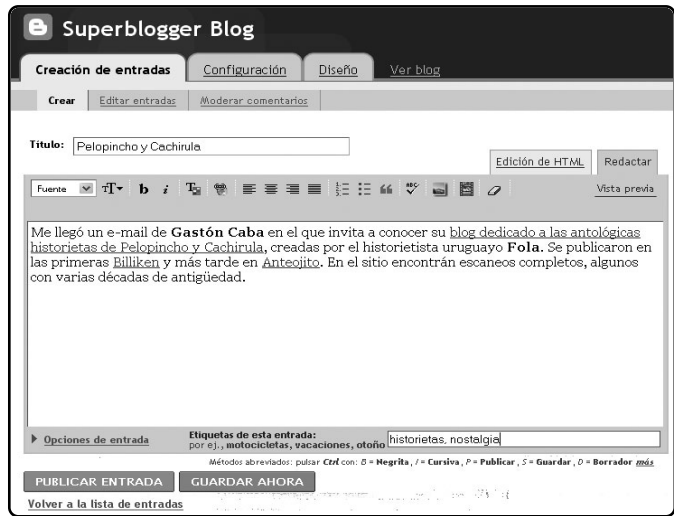 Superblogger Blog
Creación de entradas Configuración Diseño Ver blog
Crear Editar entradas Moderar comentarios
Título: Pelopincho y Cachirula
Edición de HTML Redactar
Fuente Vista previa
Me llegó un e-mail de Gastón Caba en el que invita a conocer su blog dedicado a las antológicas
historietas de Pelopincho y Cachirula, creadas por el historietista uruguayo Fola. Se publicaron en
las primeras Billiken y más tarde en Anteojito. En el sitio encontrán escaneos completos, algunos
con varias décadas de antigüedad.
Opciones de entrada
Etiquetas de esta entrada:
por ej., motocicletas, vacaciones, otoño historietas, nostalgia
Métodos abreviados: pulsar Ctrl con: B = Negrita, I = Cursiva, P = Publicar, S = Guardar, D = Borrador más
PUBLICAR ENTRADA GUARDAR AHORA
Volver a la lista de entradas